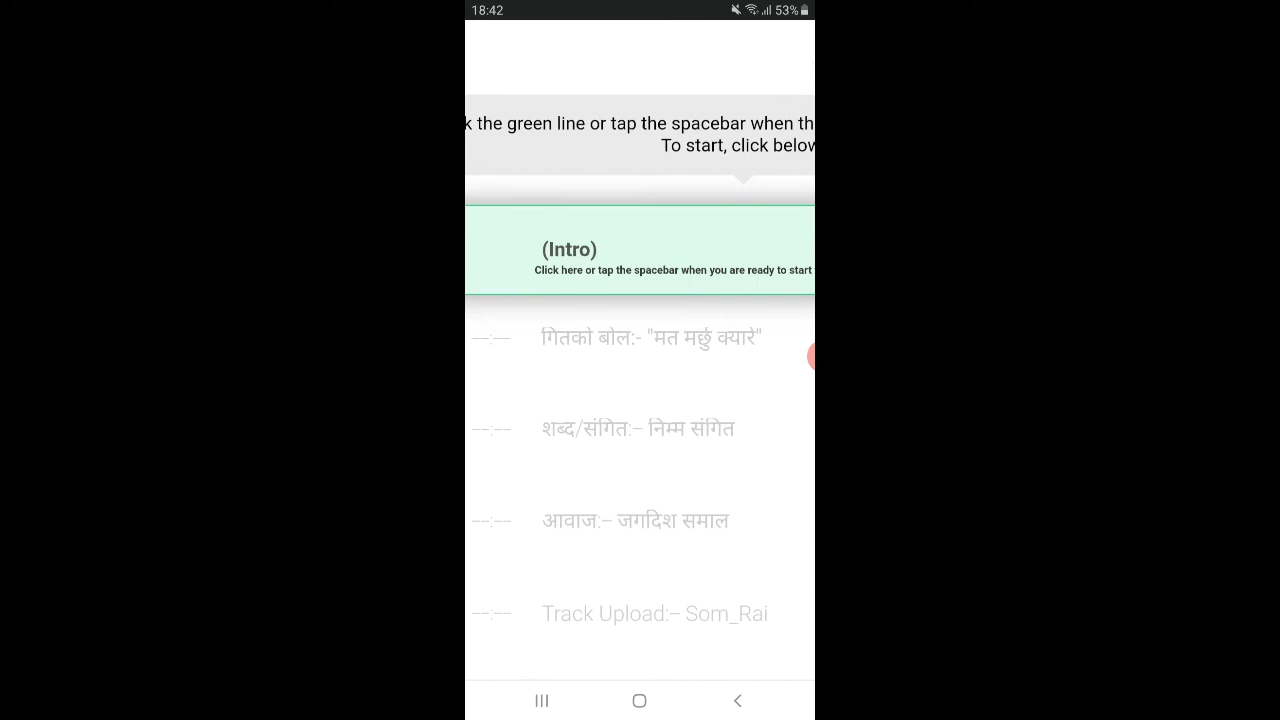 18:42
53%
k the green line or tap the spacebar when th
To start, click below
(Intro)
Click here or tap the spacebar when you are ready to start
--:-- गितको बोल:- "मत मर्छु क्यारे"
--:-- शब्द/संगित:– निम्म संगित
--:-- आवाज:– जगदिश समाल
--:-- Track Upload:– Som_Rai